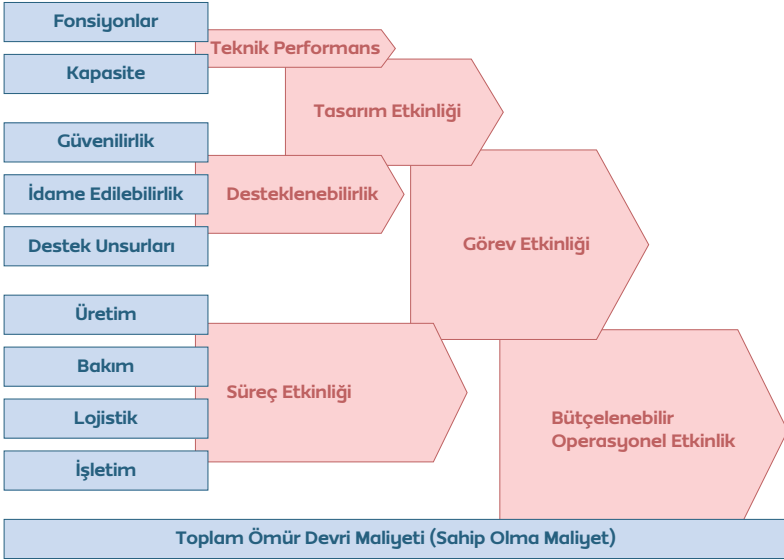 Fonsiyonlar
Teknik Performans
Kapasite
Tasarım Etkinliği
Güvenilirlik
İdame Edilebilirlik
Desteklenebilirlik
Destek Unsurları
Görev Etkinliği
Üretim
Bakım
Süreç Etkinliği
Lojistik
İşletim
Bütçelenebilir
Operasyonel Etkinlik
Toplam Ömür Devri Maliyeti (Sahip Olma Maliyet)